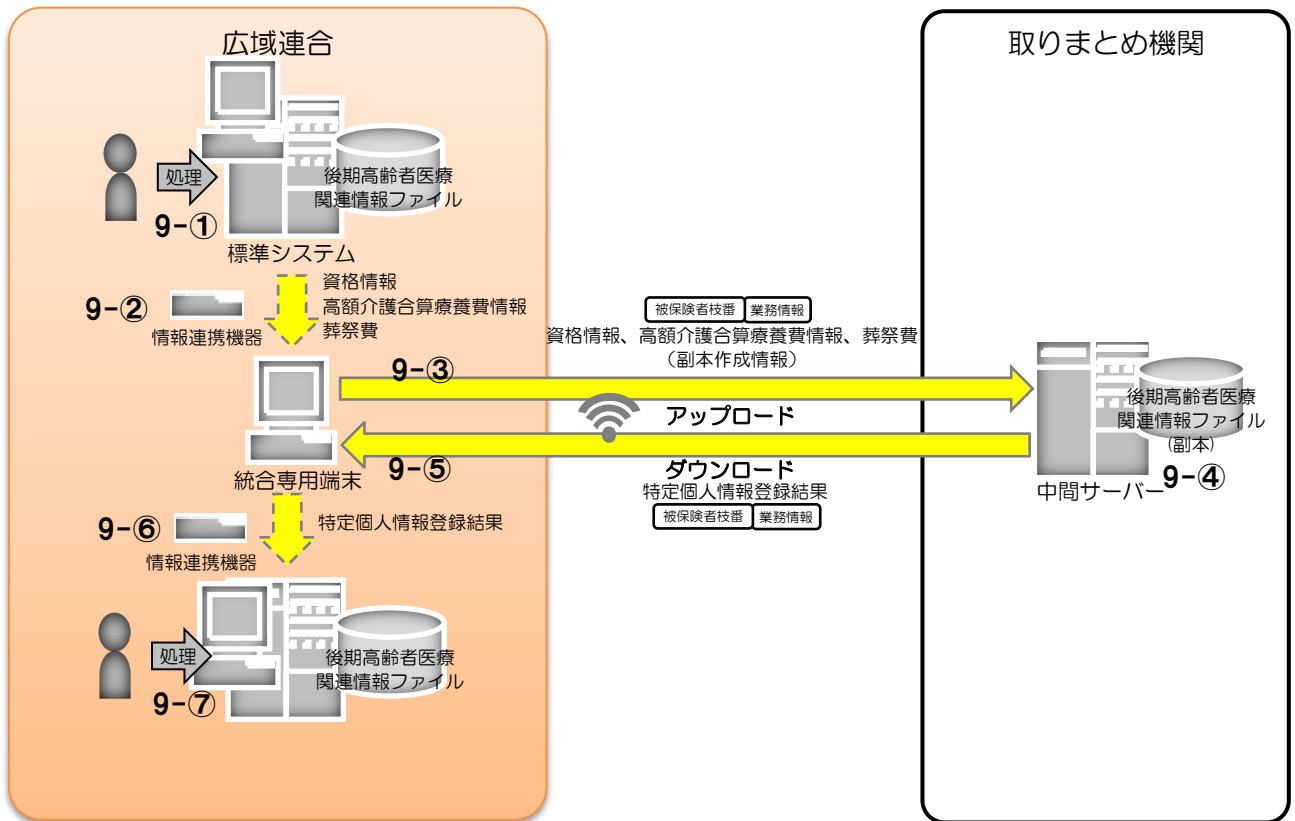 広域連合
処理
後期高齢者医療
関連情報ファイル
9-①
標準システム
資格情報
高額介護合算療養費情報
葬祭費
9-②
情報連携機器
9-③
被保険者枝番 業務情報
資格情報、高額介護合算療養費情報、葬祭費
（副本作成情報）
アップロード
ダウンロード
特定個人情報登録結果
被保険者枝番 業務情報
9-⑤
統合専用端末
9-⑥
情報連携機器
特定個人情報登録結果
処理
後期高齢者医療
関連情報ファイル
9-⑦
取りまとめ機関
後期高齢者医療
関連情報ファイル
(副本)
9-④
中間サーバー